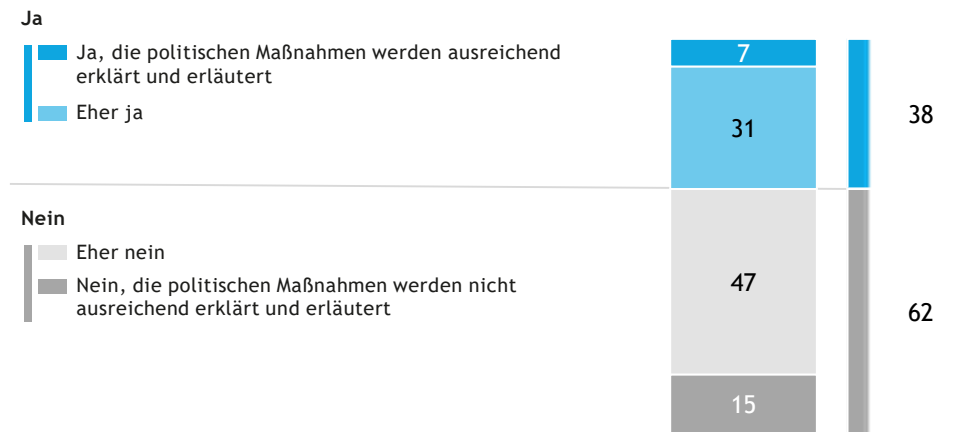 Ja
Ja, die politischen Maßnahmen werden ausreichend
erklärt und erläutert
Eher ja
7
31
38
Nein
Eher nein
Nein, die politischen Maßnahmen werden nicht
ausreichend erklärt und erläutert
47
62
15